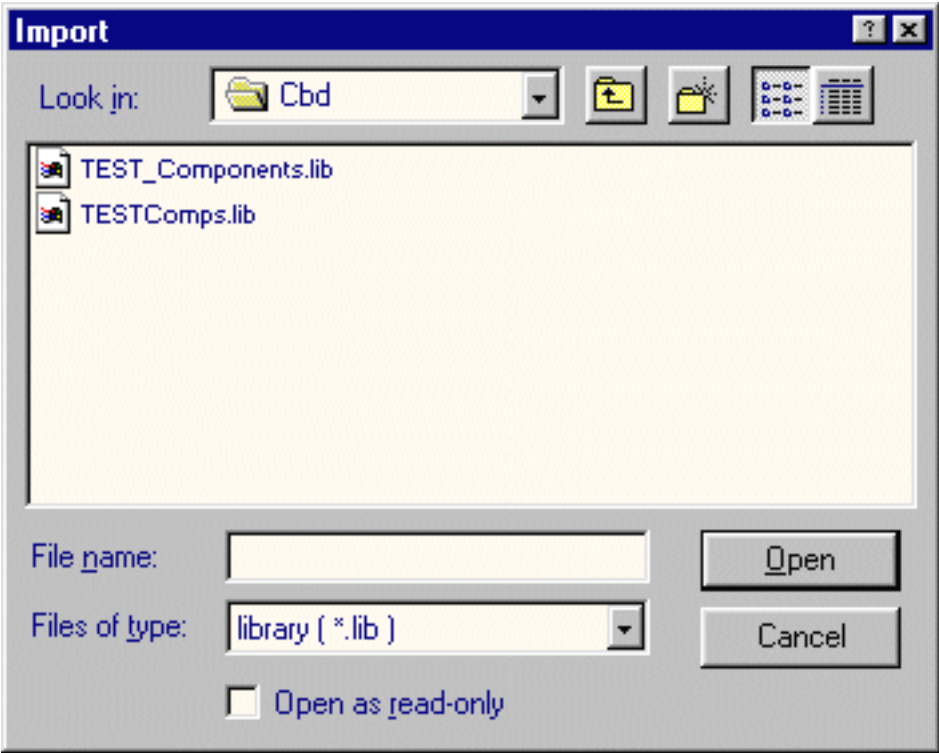 Import
Look in: Cbd
TEST_Components.lib
TESTComps.lib
File name:
Open
Files of type: library ( *.lib )
Cancel
Open as read-only